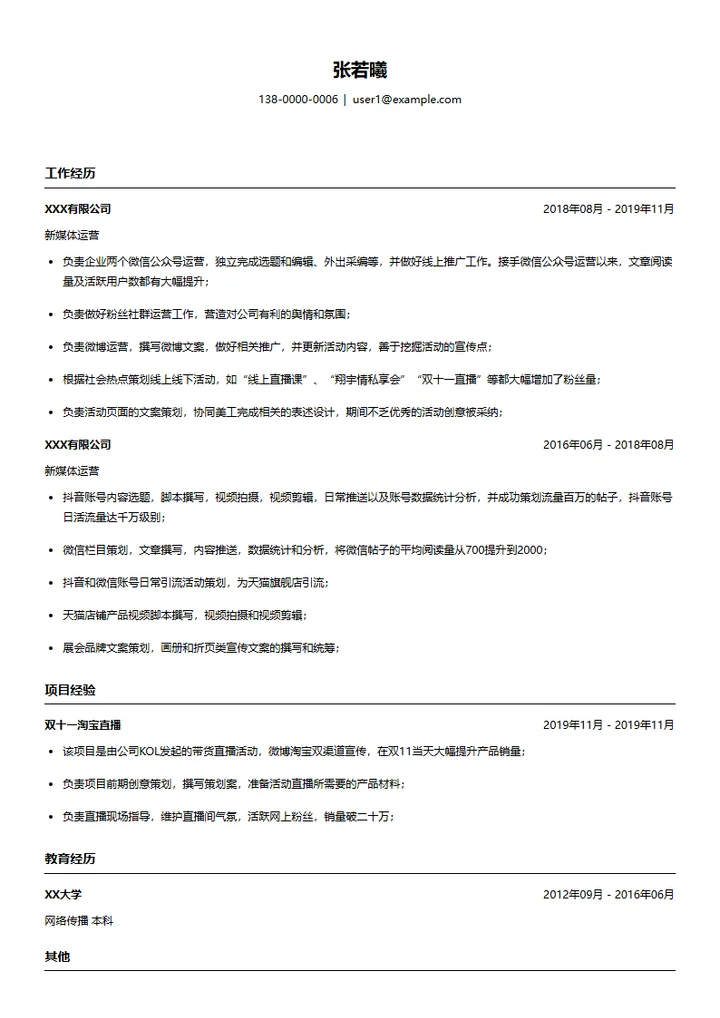 张若曦
138-0000-0006 | user1@example.com
工作经历
XXX有限公司 2018年08月 - 2019年11月
新媒体运营
• 负责企业两个微信公众号运营，独立完成选题和编辑、外出采编等，并做好线上推广工作。接手微信公众号运营以来，文章阅读
量及活跃用户数都有大幅提升；
• 负责做好粉丝社群运营工作，营造对公司有利的舆情和氛围；
• 负责微博运营，撰写微博文案，做好相关推广，并更新活动内容，善于挖掘活动的宣传点；
• 根据社会热点策划线上线下活动，如“线上直播课”、“翔宇情私享会”“双十一直播”等都大幅增加了粉丝量；
• 负责活动页面的文案策划，协同美工完成相关的表述设计，期间不乏优秀的活动创意被采纳；
XXX有限公司 2016年06月 - 2018年08月
新媒体运营
• 抖音账号内容选题，脚本撰写，视频拍摄，视频剪辑，日常推送以及账号数据统计分析，并成功策划流量百万的帖子，抖音账号
日活流量达千万级别；
• 微信栏目策划，文章撰写，内容推送，数据统计和分析，将微信帖子的平均阅读量从700提升到2000；
• 抖音和微信账号日常引流活动策划，为天猫旗舰店引流；
• 天猫店铺产品视频脚本撰写，视频拍摄和视频剪辑；
• 展会品牌文案策划，画册和折页类宣传文案的撰写和统筹；
项目经验
双十一淘宝直播 2019年11月 - 2019年11月
• 该项目是由公司KOL发起的带货直播活动，微博淘宝双渠道宣传，在双11当天大幅提升产品销量；
• 负责项目前期创意策划，撰写策划案，准备活动直播所需要的产品材料；
• 负责直播现场指导，维护直播间气氛，活跃网上粉丝，销量破二十万；
教育经历
XX大学 2012年09月 - 2016年06月
网络传播 本科
其他